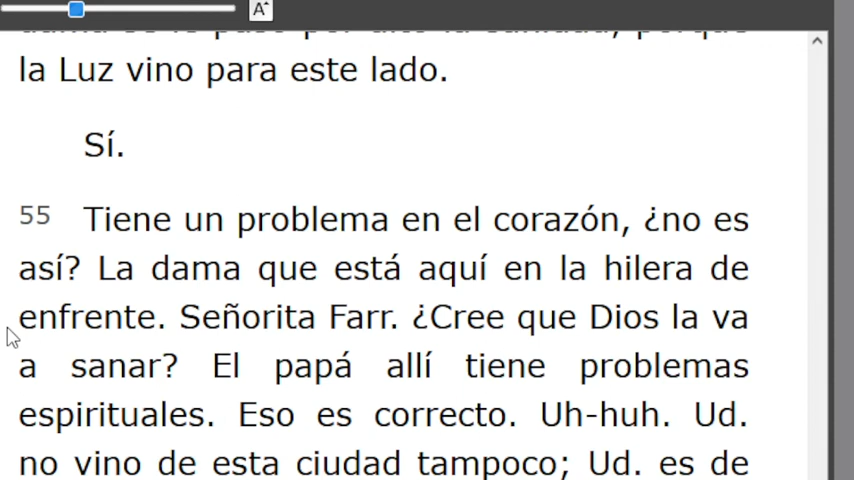 A
la Luz vino para este lado.
Sí.
55 Tiene un problema en el corazón, ¿no es
así? La dama que está aquí en la hilera de
enfrente. Señorita Farr. ¿Cree que Dios la va
a sanar? El papá allí tiene problemas
espirituales. Eso es correcto. Uh-huh. Ud.
no vino de esta ciudad tampoco; Ud. es de